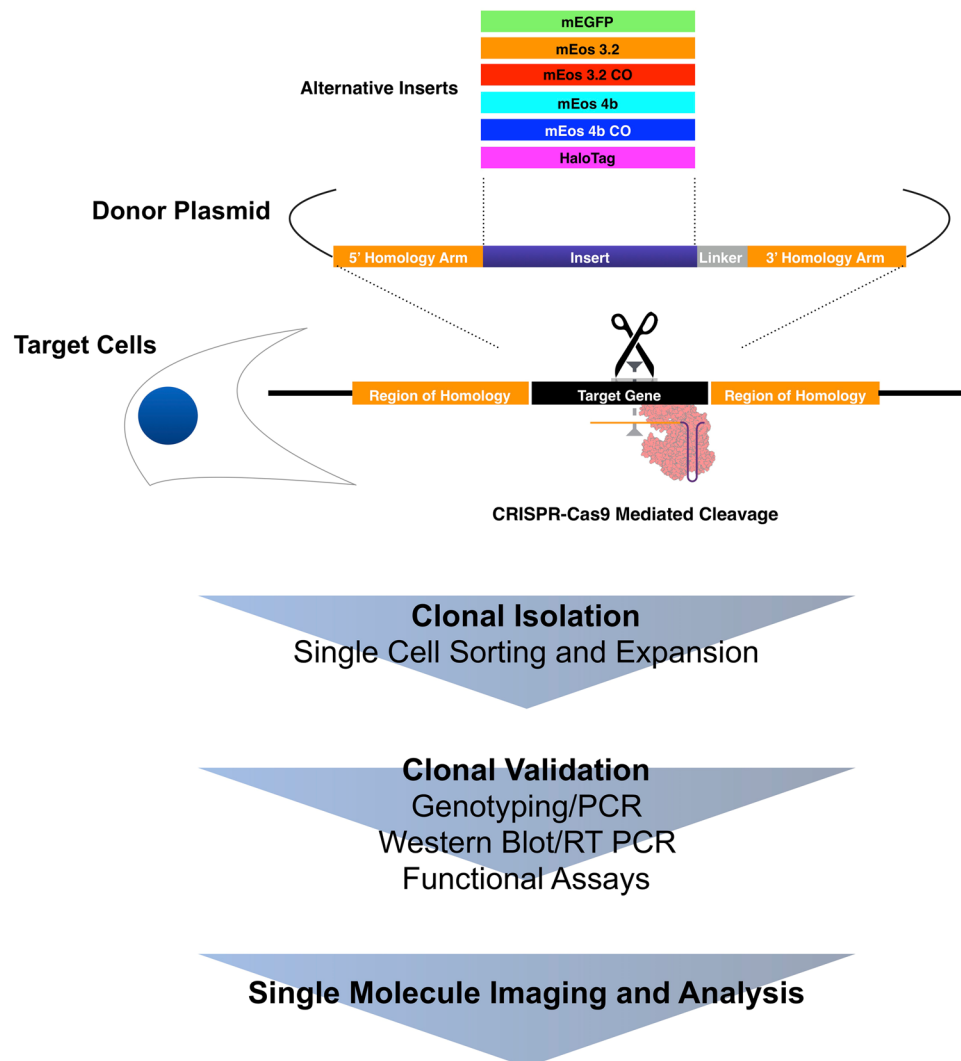 mEGFP
mEos 3.2
mEos 3.2 CO
Alternative Inserts
mEos 4b
mEos 4b CO
HaloTag
Donor Plasmid
5' Homology Arm Insert Linker 3' Homology Arm
Target Cells
Region of Homology Target Gene Region of Homology
CRISPR-Cas9 Mediated Cleavage
Clonal Isolation
Single Cell Sorting and Expansion
Clonal Validation
Genotyping/PCR
Western Blot/RT PCR
Functional Assays
Single Molecule Imaging and Analysis